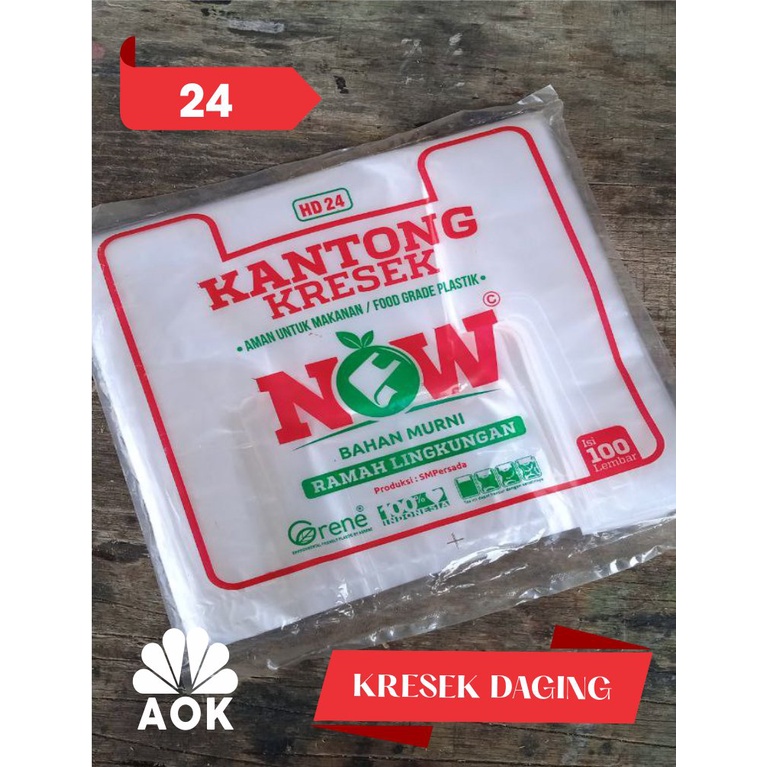 24
HD 24
KANTONG
KRESEK
• AMAN UNTUK MAKANAN / FOOD GRADE PLASTIK •
©
NOW
BAHAN MURNI
RAMAH LINGKUNGAN
Produksi : SMPersada
Isi
100
Lembar
Grene®
100%
INDONESIA
AOK
KRESEK DAGING